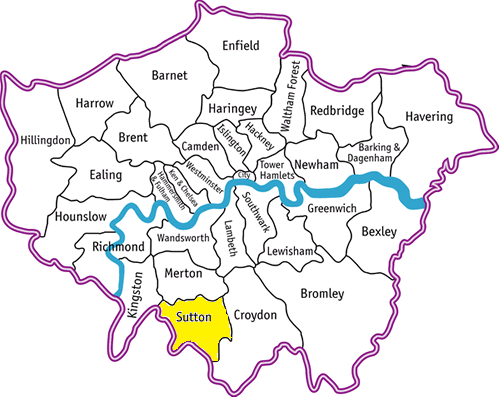 Enfield
Barnet
Waltham Forest
Harrow
Haringey
Redbridge
Havering
Hillingdon
Brent
Camden
Islington
Hackney
Barking &
Dagenham
Ealing
Westminster
City
Tower
Hamlets
Newham
Ken & Chelsea
Hammersmith
& Fulham
Hounslow
Southwark
Greenwich
Richmond
Wandsworth
Lambeth
Lewisham
Bexley
Kingston
Merton
Bromley
Sutton
Croydon